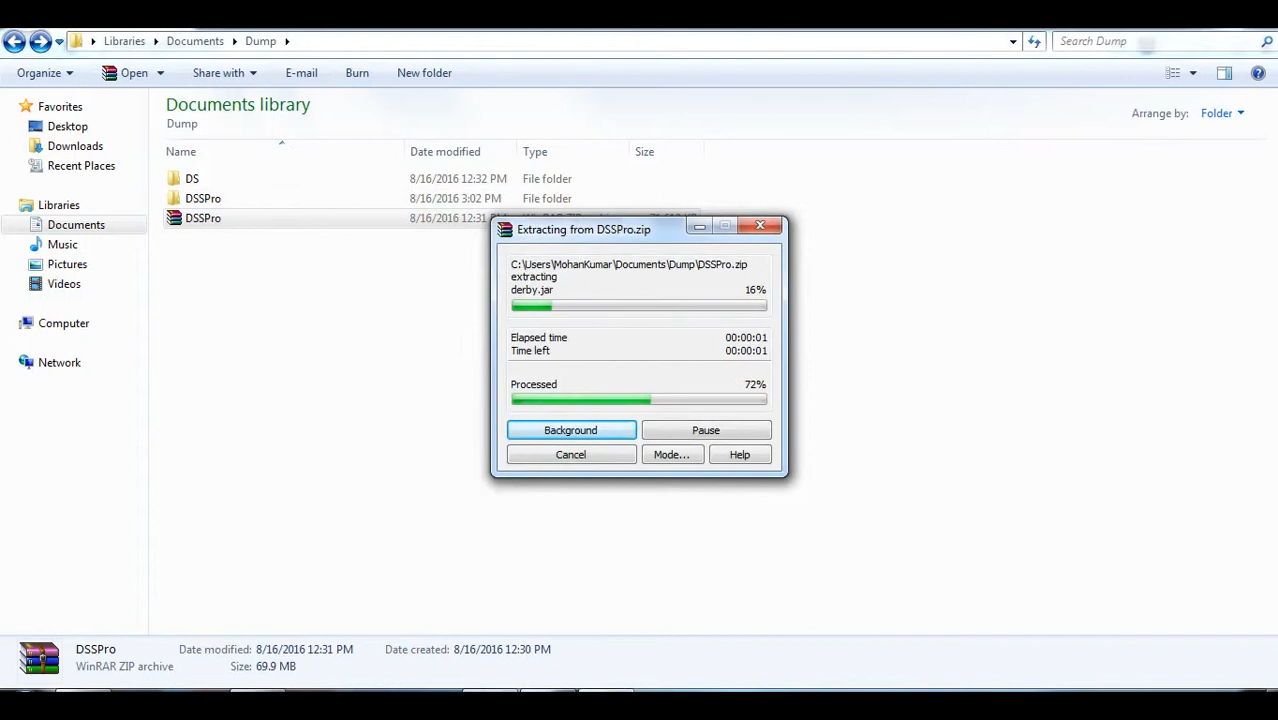 Libraries Documents Dump
Search Dump
Organize Open Share with E-mail Burn New folder
Favorites
Desktop
Downloads
Recent Places
Libraries
Documents
Music
Pictures
Videos
Computer
Network
Documents library
Dump
Arrange by: Folder
Name Date modified Type Size
DS 8/16/2016 12:32 PM File folder
DSSPro 8/16/2016 3:02 PM File folder
DSSPro 8/16/2016 12:31
Extracting from DSSPro.zip
C:\Users\MohanKumar\Documents\Dump\DSSPro.zip
extracting
derby.jar 16%
Elapsed time 00:00:01
Time left 00:00:01
Processed 72%
Background Pause
Cancel Mode... Help
DSSPro Date modified: 8/16/2016 12:31 PM Date created: 8/16/2016 12:30 PM
WinRAR ZIP archive Size: 69.9 MB